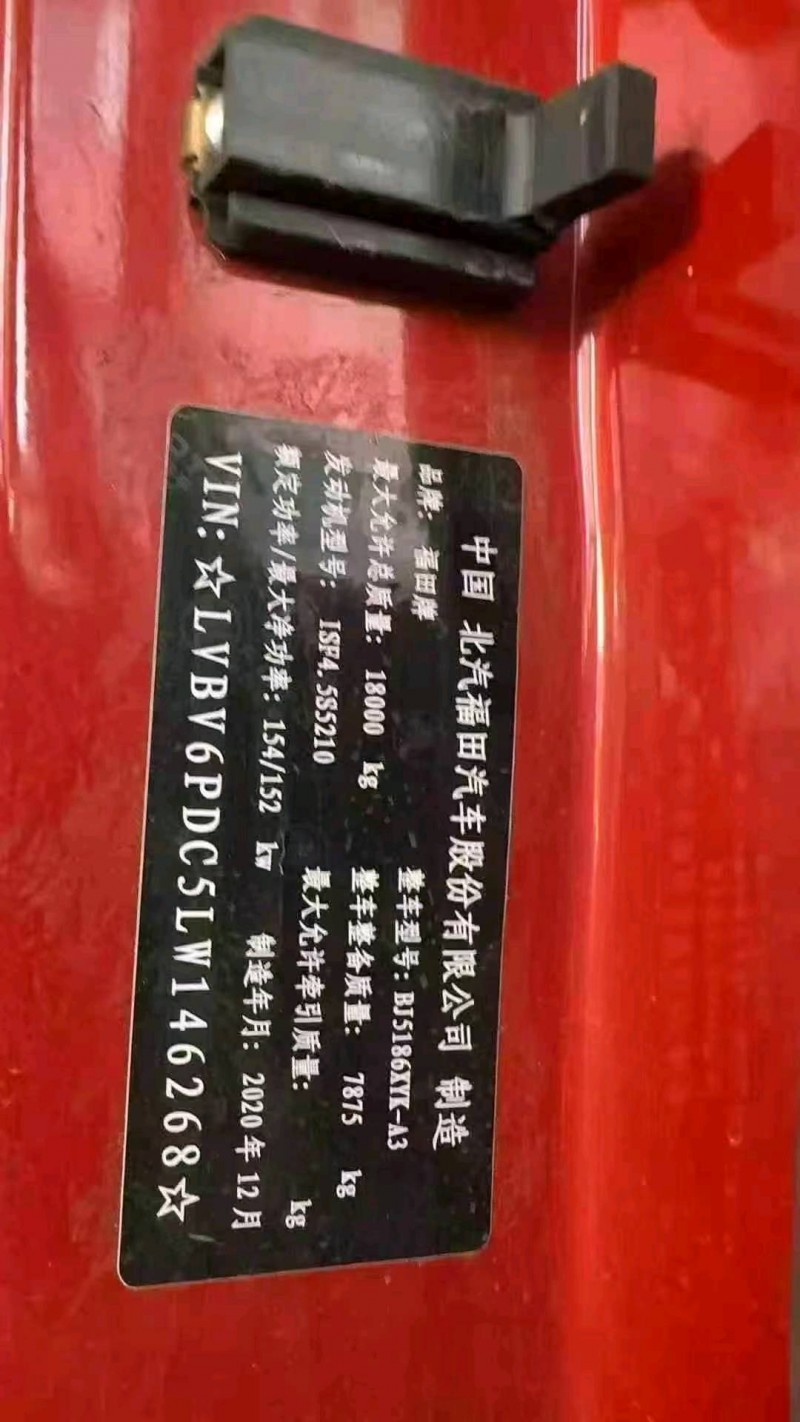 中国 北汽福田汽车股份有限公司 制造
品牌: 福田牌 整车型号: BJ5186XYK-A3
最大允许总质量: 18000 kg 整车整备质量: 7875 kg
发动机型号: ISF4.5S5210 最大允许牵引质量: kg
额定功率/最大净功率: 154/152 kw 制造年月: 2020年12月
VIN: ☆LVBV6PDC5LW146268☆